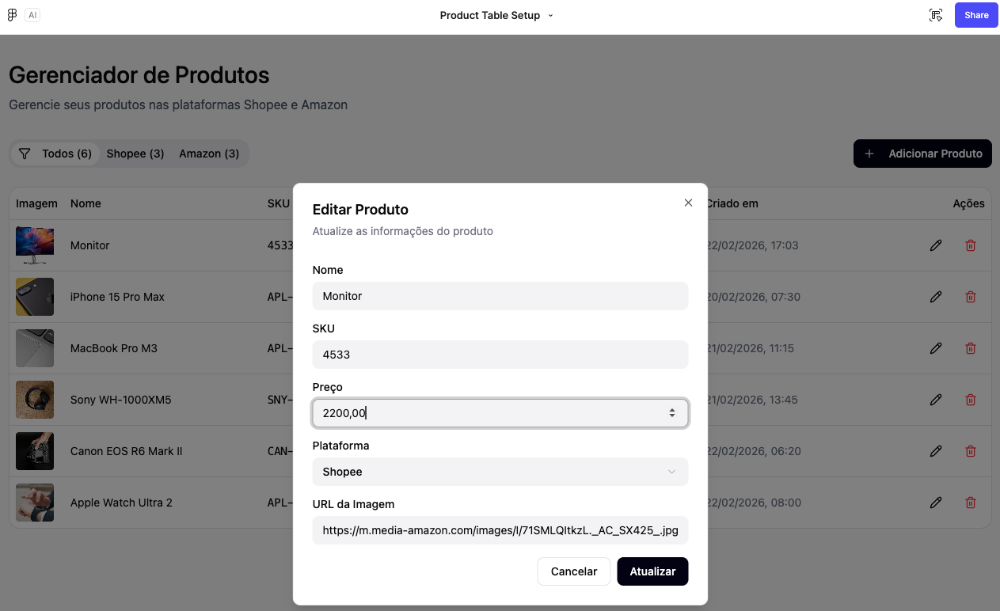 AI
Product Table Setup
Share
Gerenciador de Produtos
Gerencie seus produtos nas plataformas Shopee e Amazon
Todos (6) Shopee (3) Amazon (3)
Adicionar Produto
Imagem Nome SKU Criado em Ações
Monitor 4533 22/02/2026, 17:03
iPhone 15 Pro Max APL- 20/02/2026, 07:30
MacBook Pro M3 APL- 21/02/2026, 11:15
Sony WH-1000XM5 SNY- 21/02/2026, 13:45
Canon EOS R6 Mark II CAN- 22/02/2026, 06:20
Apple Watch Ultra 2 APL- 22/02/2026, 08:00
Editar Produto
Atualize as informações do produto
Nome
Monitor
SKU
4533
Preço
2200,00
Plataforma
Shopee
URL da Imagem
https://m.media-amazon.com/images/I/71SMLQItkzL._AC_SX425_.jpg
Cancelar Atualizar